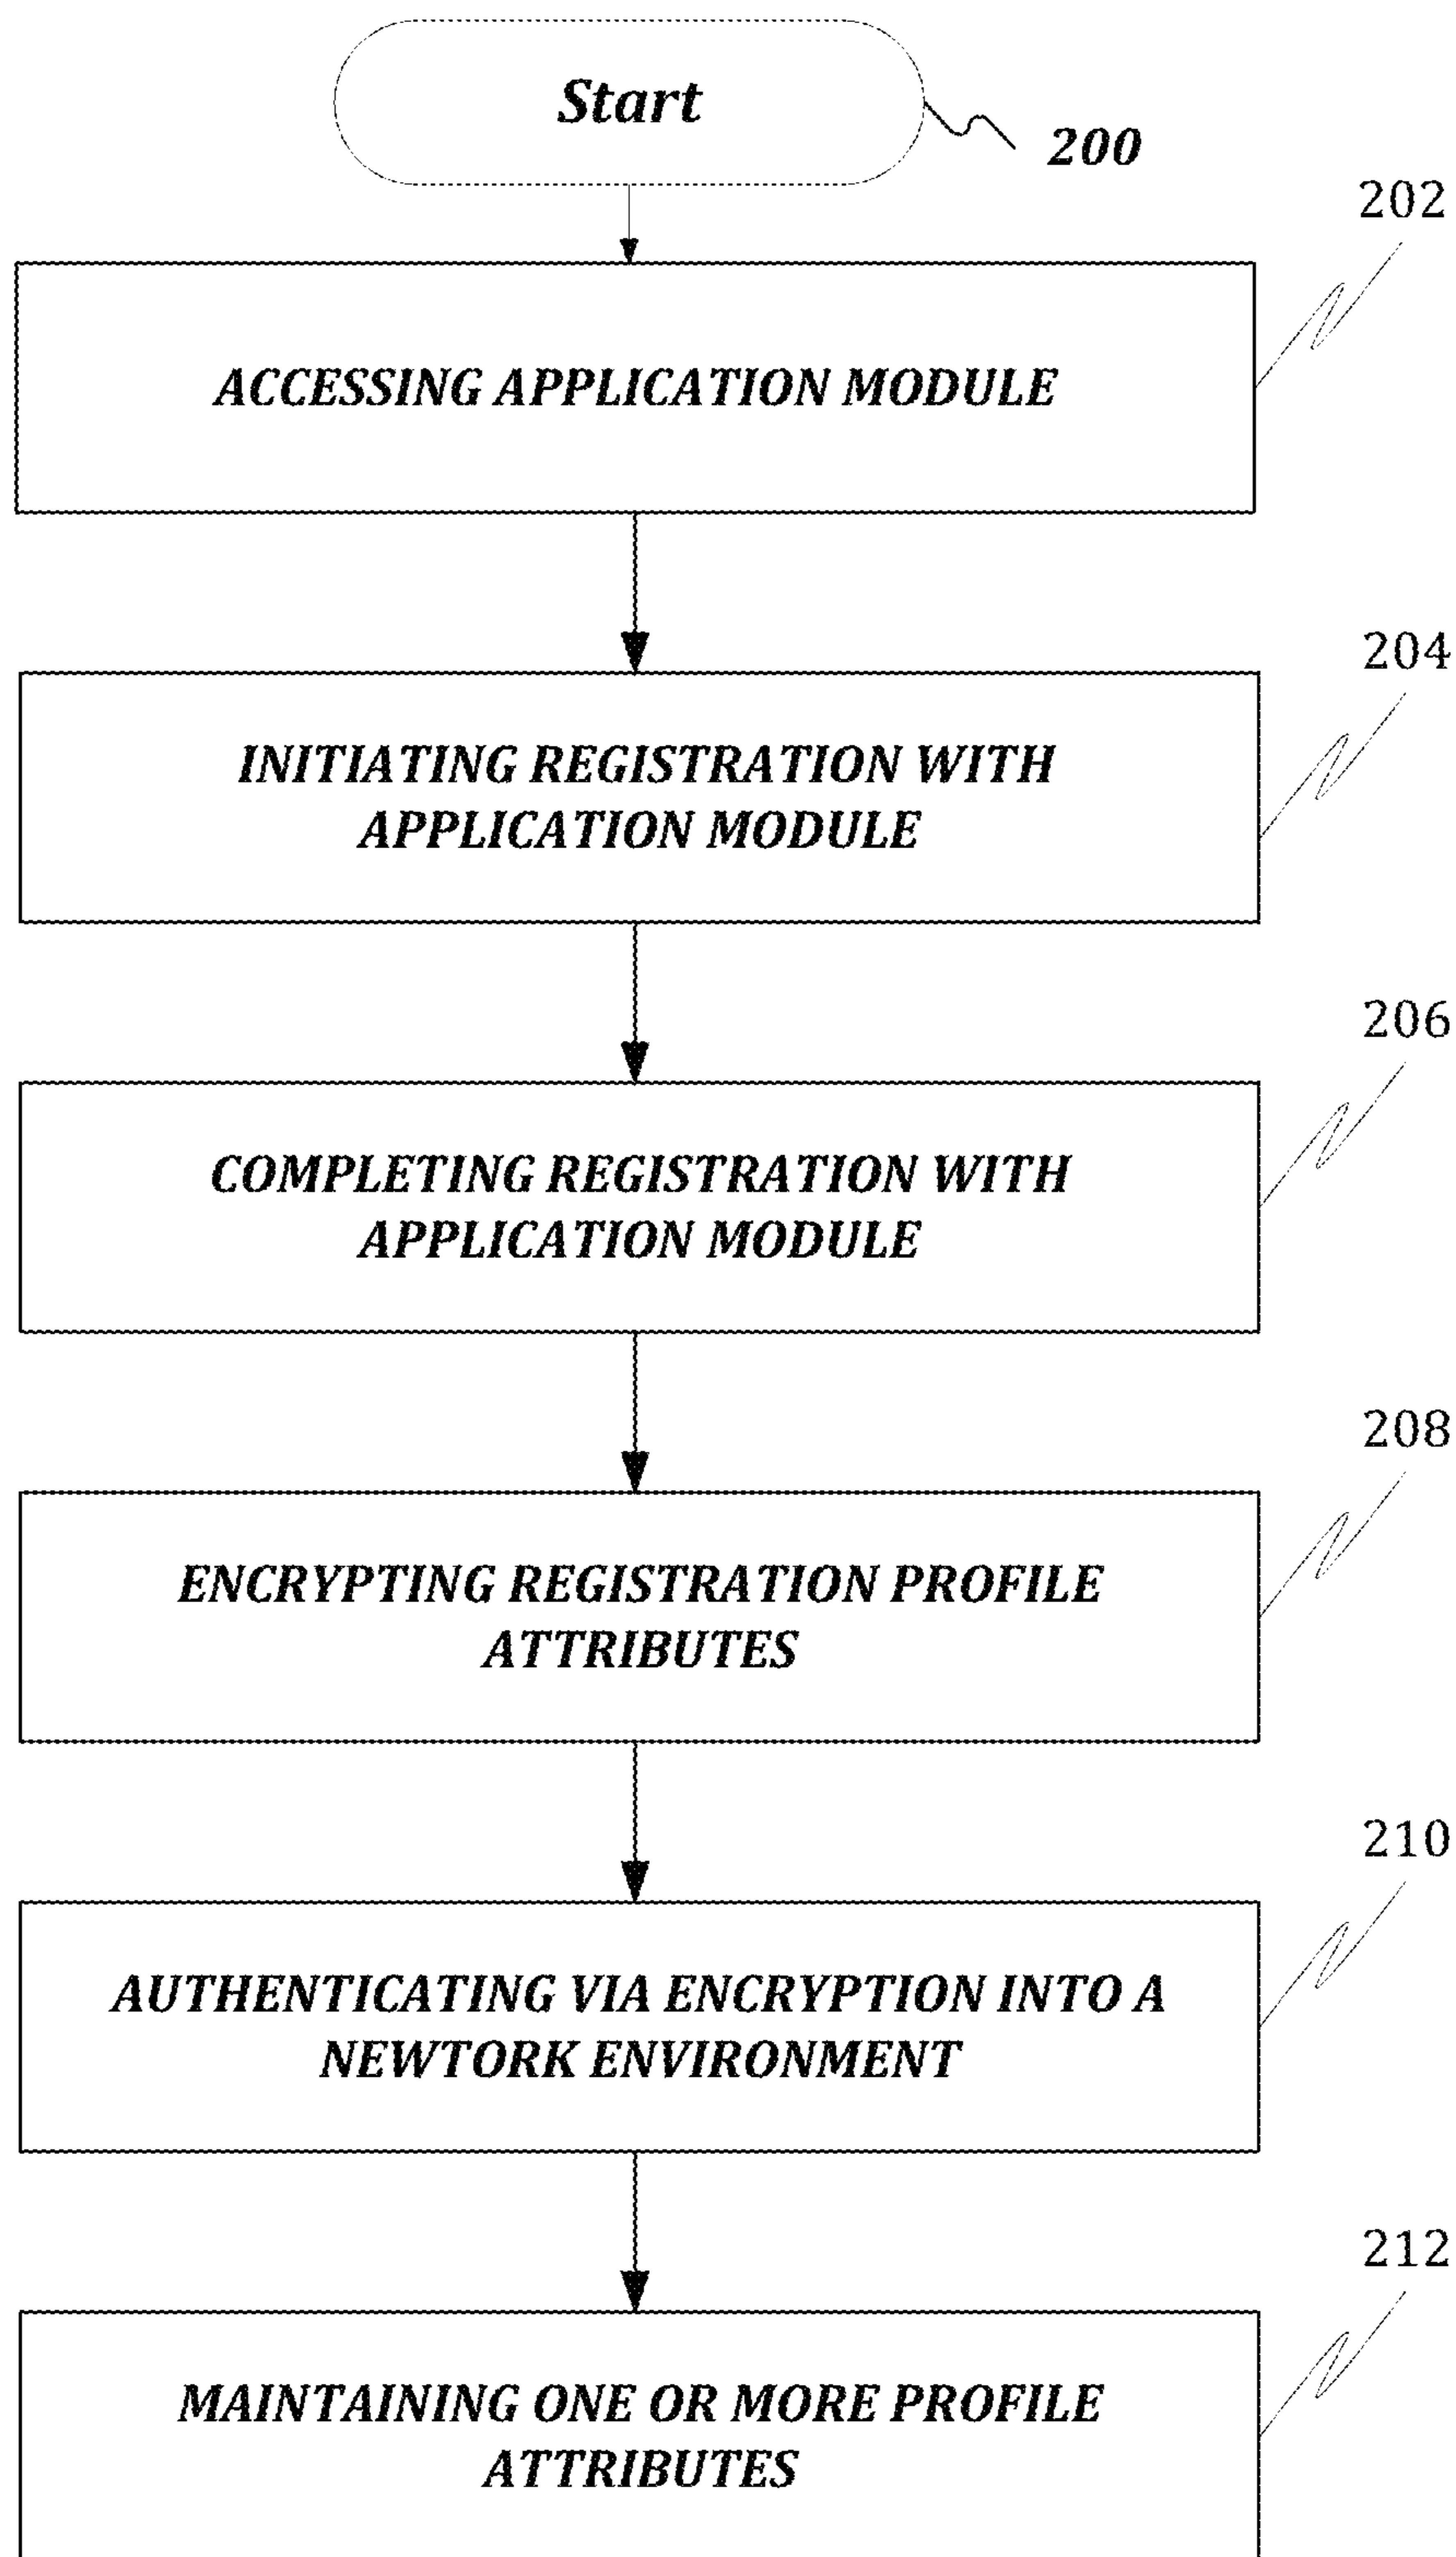 Start
200
202
ACCESSING APPLICATION MODULE
204
INITIATING REGISTRATION WITH
APPLICATION MODULE
206
COMPLETING REGISTRATION WITH
APPLICATION MODULE
208
ENCRYPTING REGISTRATION PROFILE
ATTRIBUTES
210
AUTHENTICATING VIA ENCRYPTION INTO A
NEWTORK ENVIRONMENT
212
MAINTAINING ONE OR MORE PROFILE
ATTRIBUTES